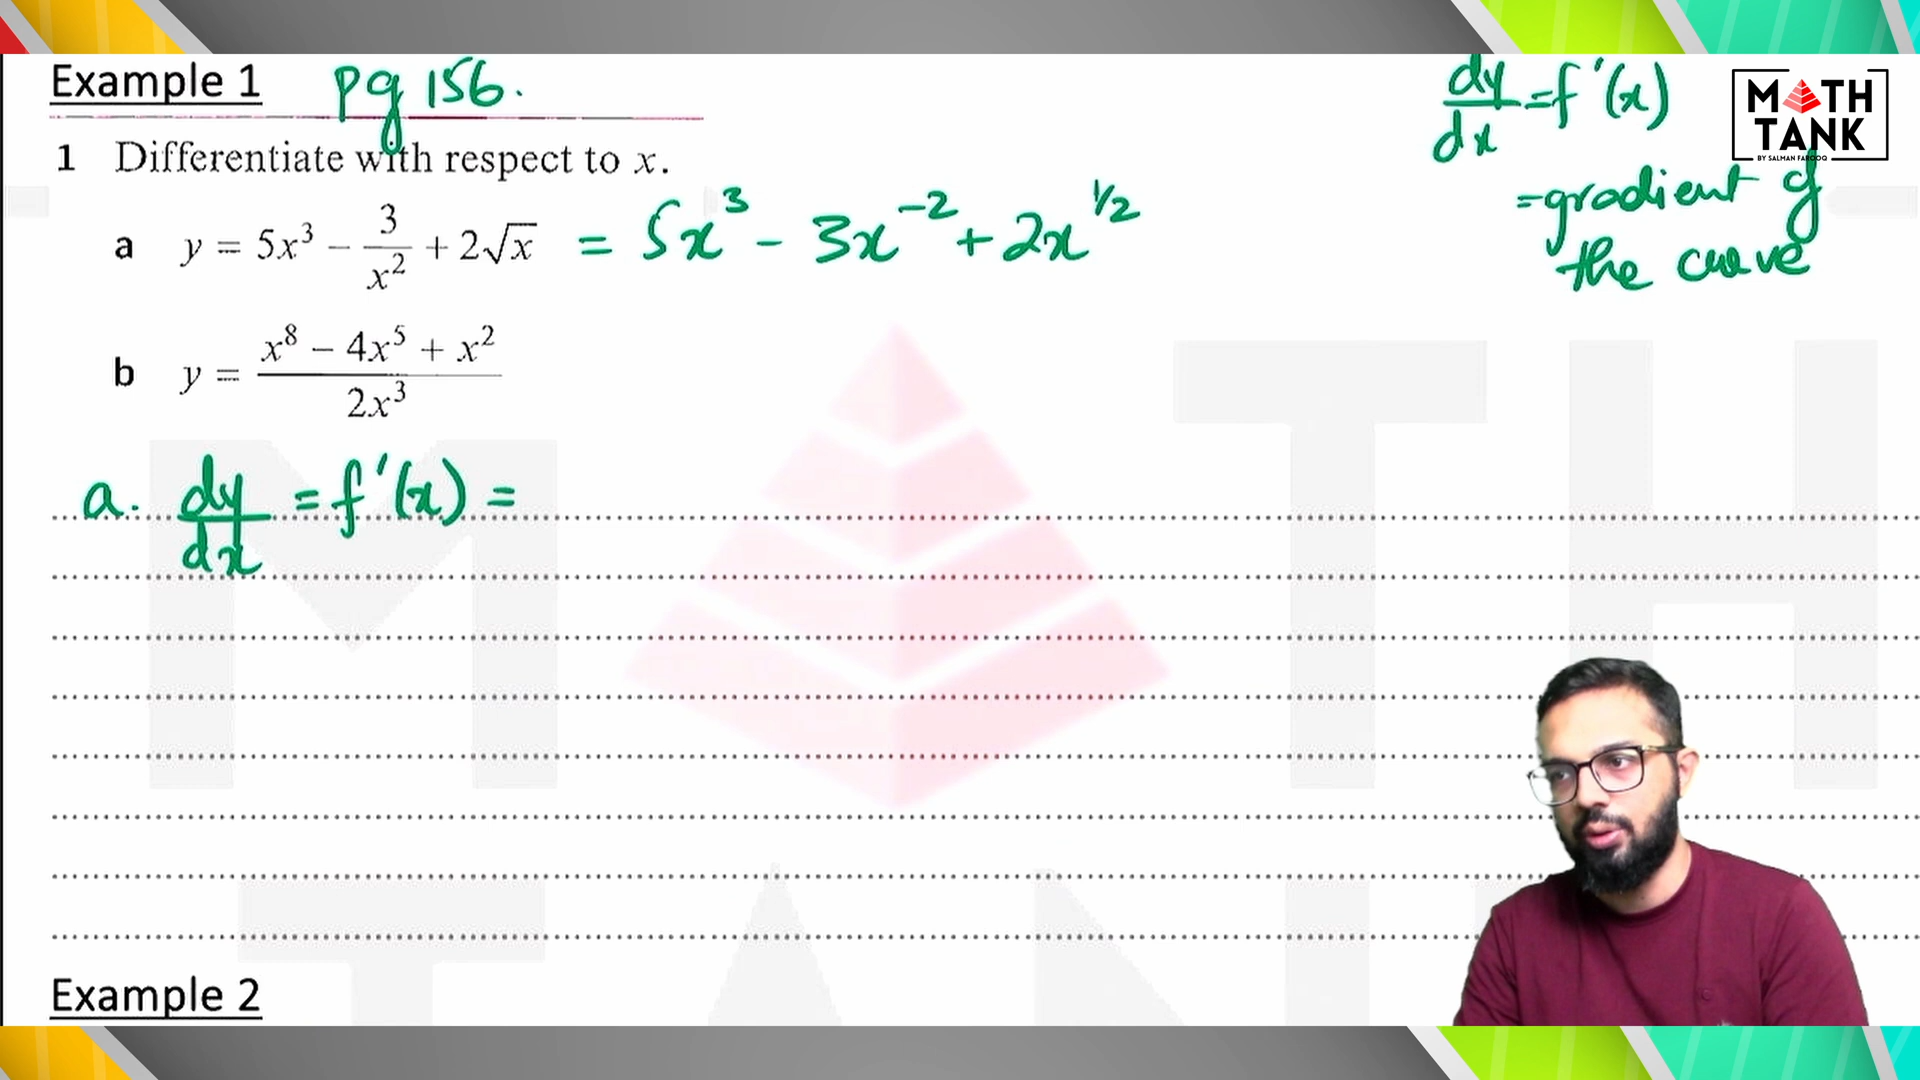 Example 1 pg 156.
dy/dx = f'(x)
= gradient of
the curve
MATH
TANK
BY SALMAN FAROOQ
1 Differentiate with respect to x.
a y = 5x³ − 3/x² + 2√x = 5x³ − 3x⁻² + 2x^1/2
b y = (x⁸ − 4x⁵ + x²)/2x³
a. dy/dx = f'(x) =
Example 2